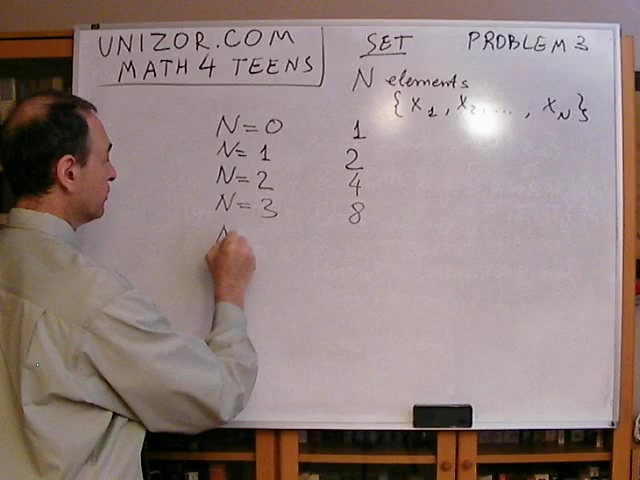 UNIZOR.COM
MATH 4 TEENS
SET PROBLEM 3
N elements
{X1, X2, ..., XN}
N=0 1
N=1 2
N=2 4
N=3 8